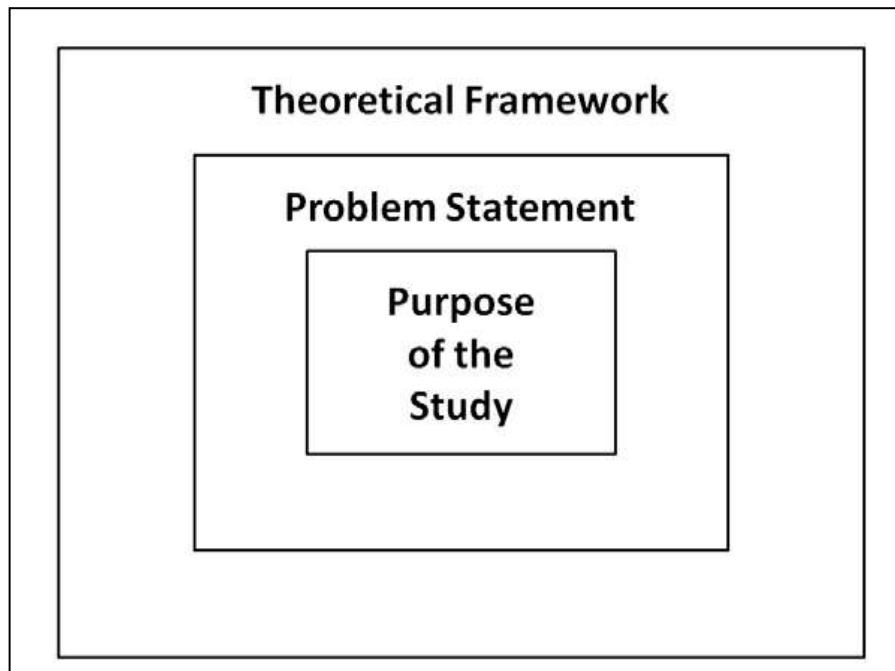 Theoretical Framework
Problem Statement
Purpose
of the
Study